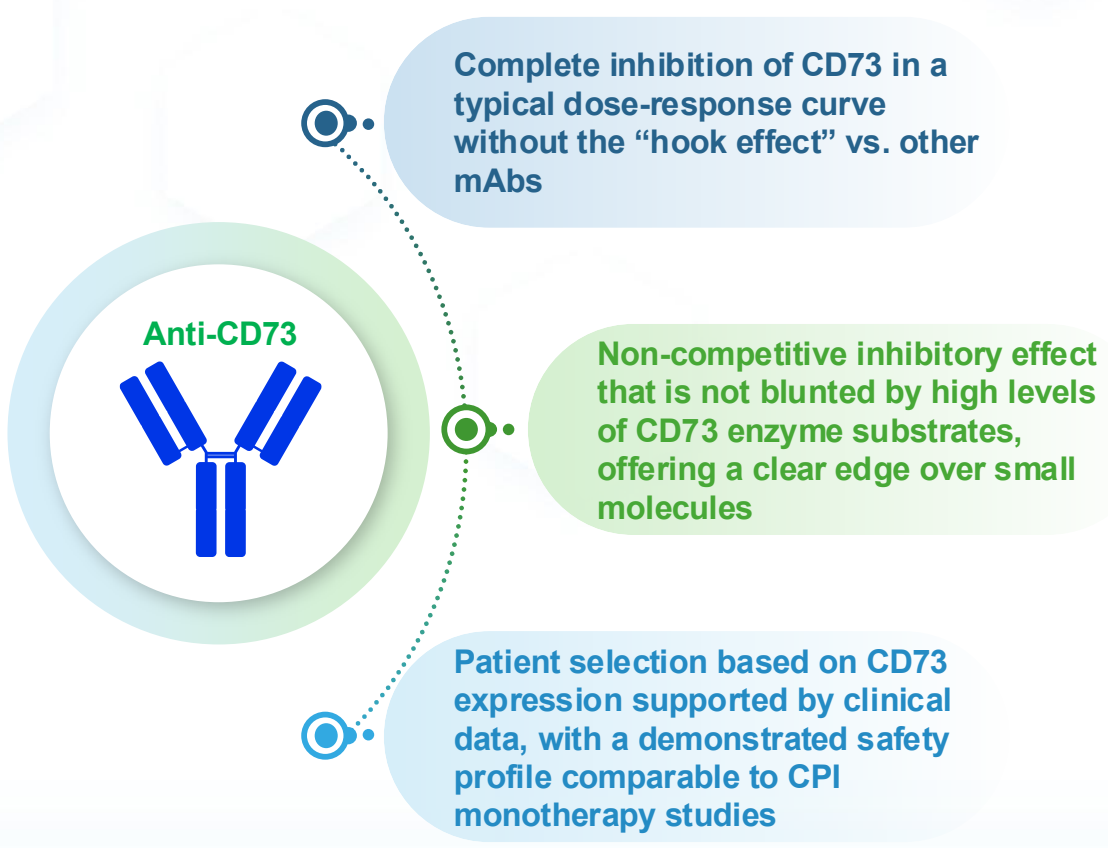 Complete inhibition of CD73 in a
typical dose-response curve
without the “hook effect” vs. other
mAbs
Anti-CD73
Non-competitive inhibitory effect
that is not blunted by high levels
of CD73 enzyme substrates,
offering a clear edge over small
molecules
Patient selection based on CD73
expression supported by clinical
data, with a demonstrated safety
profile comparable to CPI
monotherapy studies